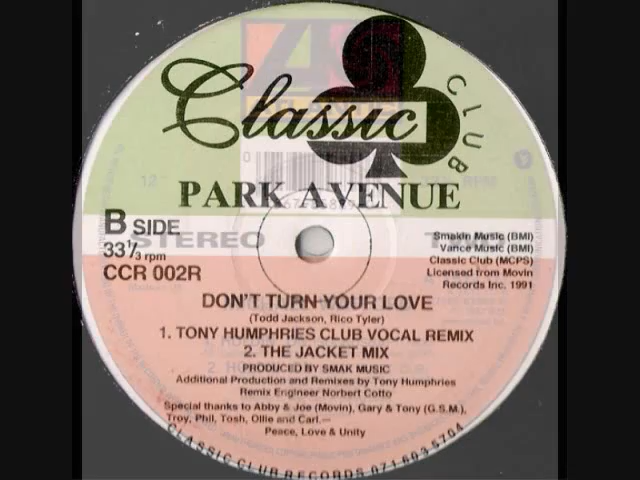 Classic CLUB
PARK AVENUE
B SIDE
33⅓ rpm
CCR 002R
STEREO
12
Smakin Music (BMI)
Vance Music (BMI)
Classic Club (MCPS)
Licensed from Movin
Records Inc. 1991
DON'T TURN YOUR LOVE
(Todd Jackson, Rico Tyler)
1. TONY HUMPHRIES CLUB VOCAL REMIX
2. THE JACKET MIX
PRODUCED BY SMAK MUSIC
Additional Production and Remixes by Tony Humphries
Remix Engineer Norbert Cotto
Special thanks to Abby & Joe (Movin), Gary & Tony (G.S.M.),
Troy, Phil, Tosh, Ollie and Carl.—
Peace, Love & Unity
CLASSIC CLUB RECORDS 071 603 5704